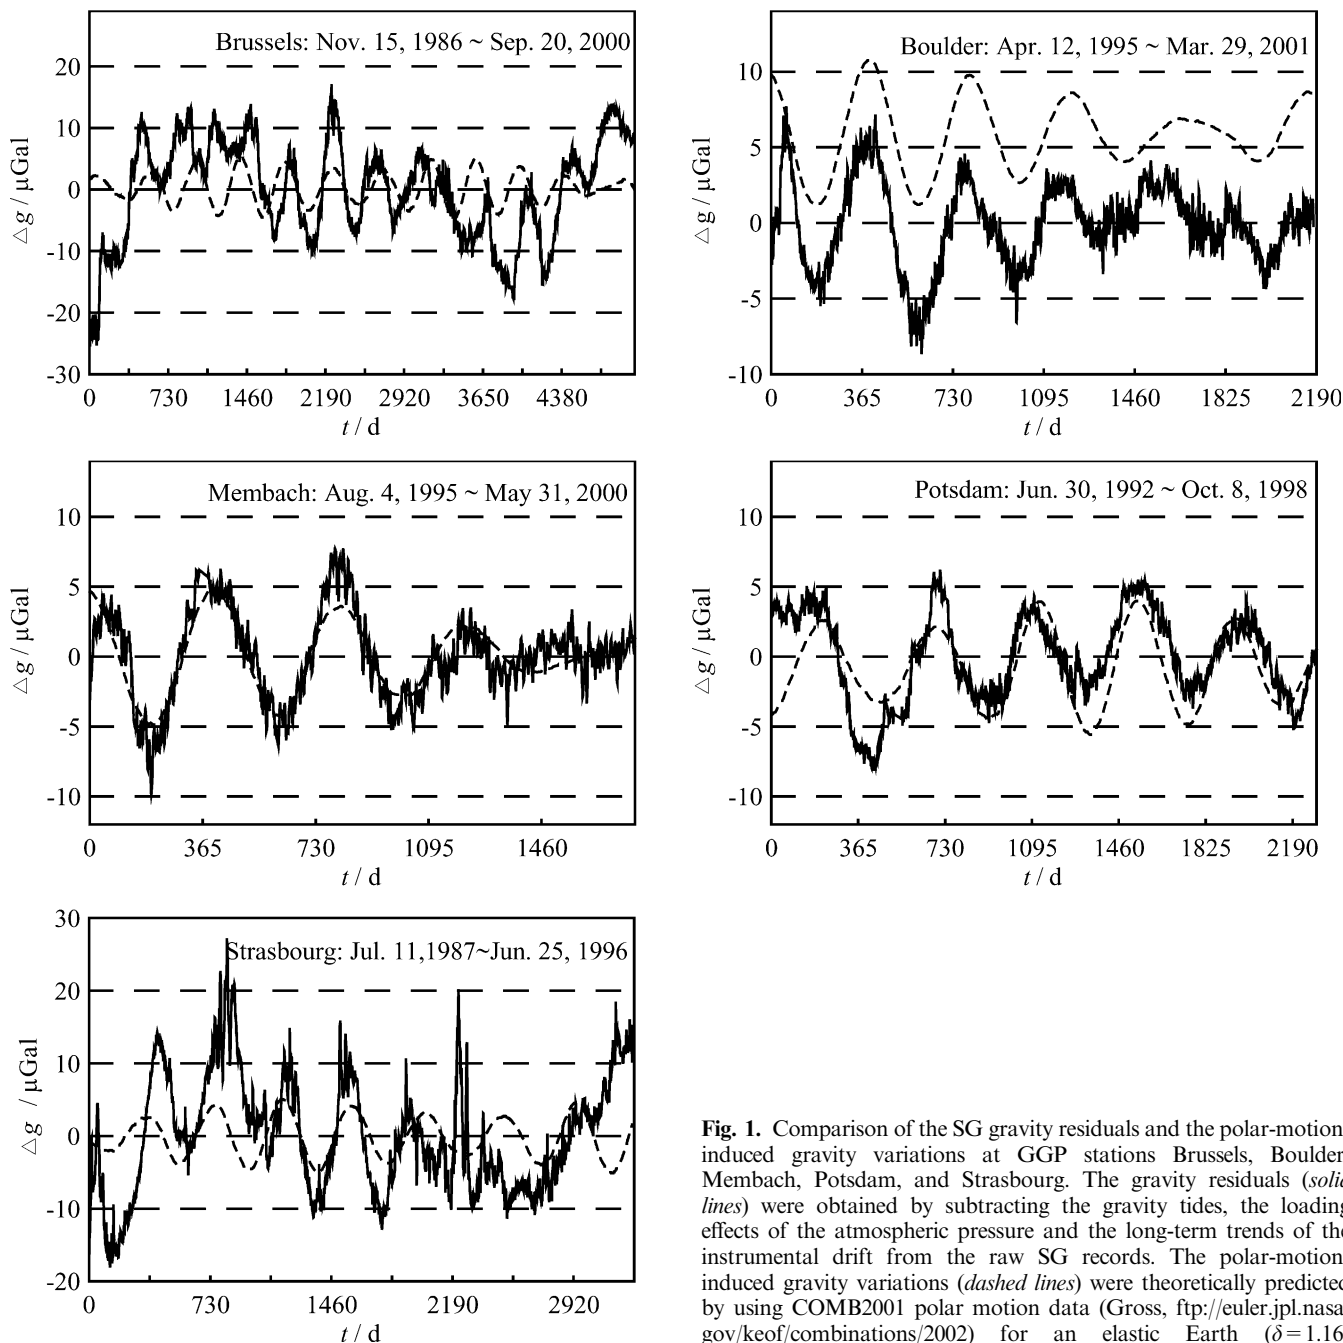 Brussels: Nov. 15, 1986 ~ Sep. 20, 2000
20
10
0
-10
-20
-30
△g / μGal
0 730 1460 2190 2920 3650 4380
t / d
Boulder: Apr. 12, 1995 ~ Mar. 29, 2001
10
5
0
-5
-10
△g / μGal
0 365 730 1095 1460 1825 2190
t / d
Membach: Aug. 4, 1995 ~ May 31, 2000
10
5
0
-5
-10
△g / μGal
0 365 730 1095 1460
t / d
Potsdam: Jun. 30, 1992 ~ Oct. 8, 1998
10
5
0
-5
-10
△g / μGal
0 365 730 1095 1460 1825 2190
t / d
Strasbourg: Jul. 11,1987~Jun. 25, 1996
30
20
10
0
-10
-20
△g / μGal
0 730 1460 2190 2920
t / d
Fig. 1. Comparison of the SG gravity residuals and the polar-motion
induced gravity variations at GGP stations Brussels, Boulder
Membach, Potsdam, and Strasbourg. The gravity residuals (solid
lines) were obtained by subtracting the gravity tides, the loading
effects of the atmospheric pressure and the long-term trends of the
instrumental drift from the raw SG records. The polar-motion
induced gravity variations (dashed lines) were theoretically predicted
by using COMB2001 polar motion data (Gross, ftp://euler.jpl.nasa
gov/keof/combinations/2002) for an elastic Earth (δ=1.16